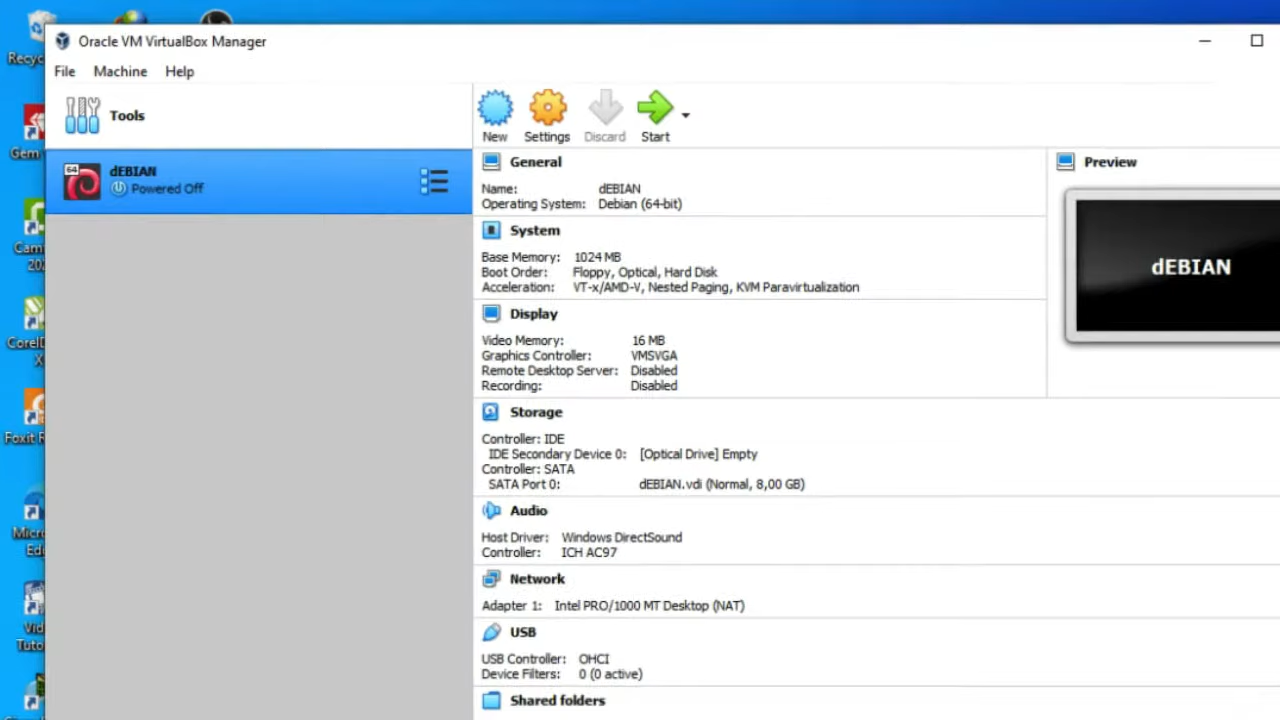 Oracle VM VirtualBox Manager
File Machine Help
Tools
New Settings Discard Start
64 dEBIAN
Powered Off
General
Name: dEBIAN
Operating System: Debian (64-bit)
System
Base Memory: 1024 MB
Boot Order: Floppy, Optical, Hard Disk
Acceleration: VT-x/AMD-V, Nested Paging, KVM Paravirtualization
Display
Video Memory: 16 MB
Graphics Controller: VMSVGA
Remote Desktop Server: Disabled
Recording: Disabled
Storage
Controller: IDE
IDE Secondary Device 0: [Optical Drive] Empty
Controller: SATA
SATA Port 0: dEBIAN.vdi (Normal, 8,00 GB)
Audio
Host Driver: Windows DirectSound
Controller: ICH AC97
Network
Adapter 1: Intel PRO/1000 MT Desktop (NAT)
USB
USB Controller: OHCI
Device Filters: 0 (0 active)
Shared folders
Preview
dEBIAN